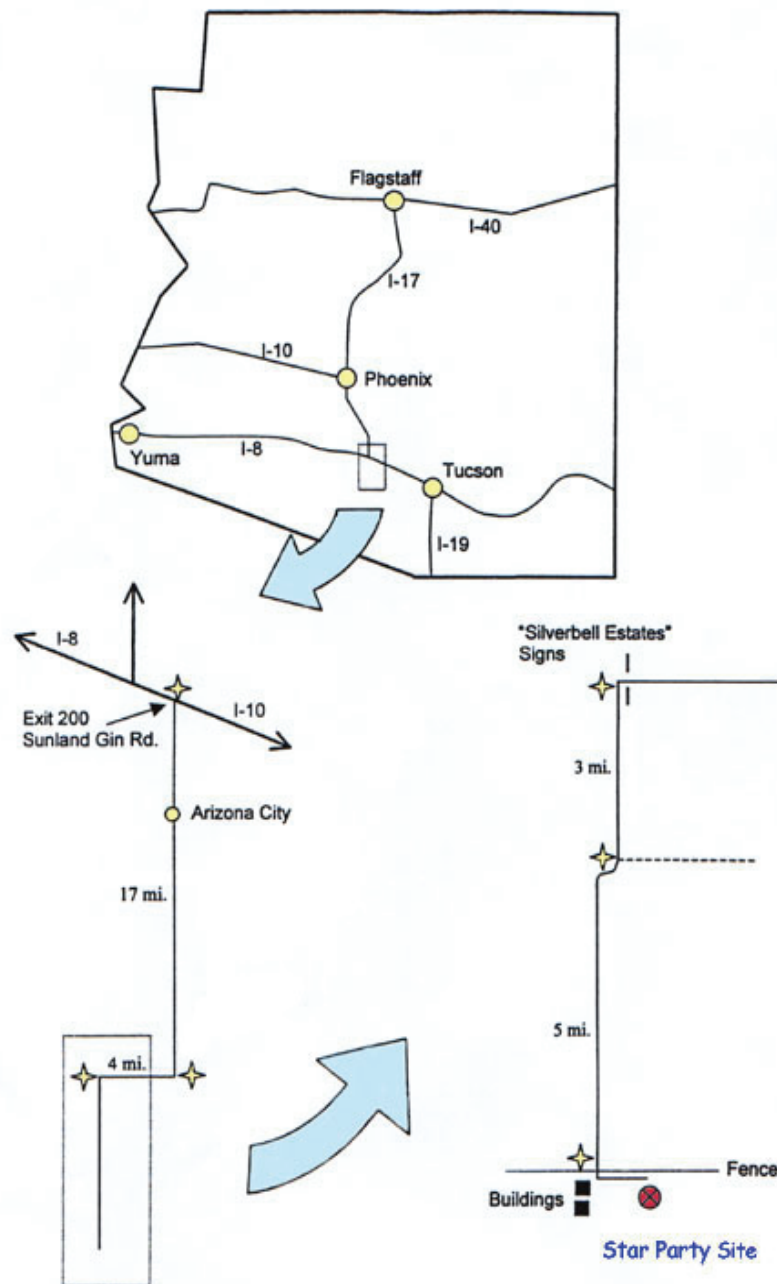 Flagstaff
I-40
I-17
I-10
Phoenix
Yuma
I-8
Tucson
I-19
I-8
I-10
Exit 200
Sunland Gin Rd.
Arizona City
17 mi.
4 mi.
"Silverbell Estates"
Signs
3 mi.
5 mi.
Fence
Buildings
Star Party Site